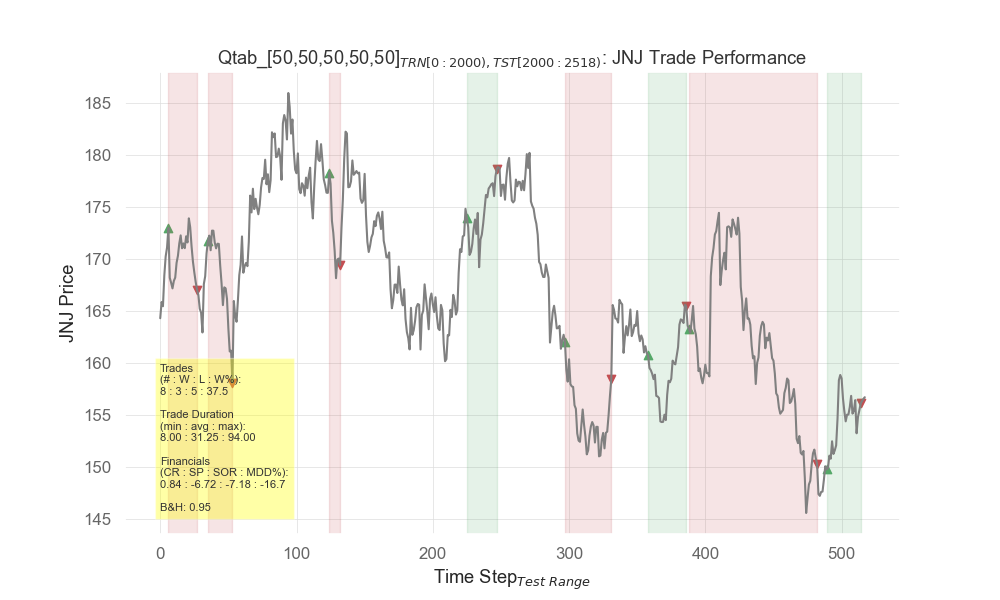 Qtab_[50,50,50,50,50]TRN[0 : 2000), TST[2000 : 2518): JNJ Trade Performance
JNJ Price
185
180
175
170
165
160
155
150
145
Trades
(# : W : L : W%):
8 : 3 : 5 : 37.5
Trade Duration
(min : avg : max):
8.00 : 31.25 : 94.00
Financials
(CR : SP : SOR : MDD%):
0.84 : -6.72 : -7.18 : -16.7
B&H: 0.95
0 100 200 300 400 500
Time Step Test Range